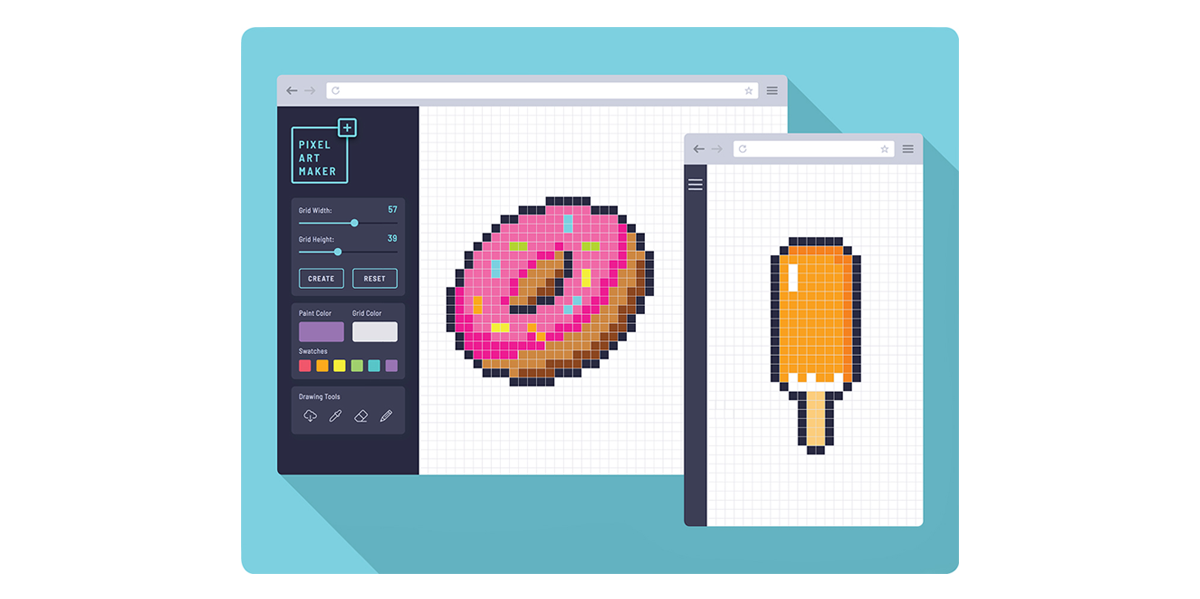 PIXEL
ART
MAKER
Grid Width: 57
Grid Height: 39
CREATE RESET
Paint Color Grid Color
Swatches
Drawing Tools